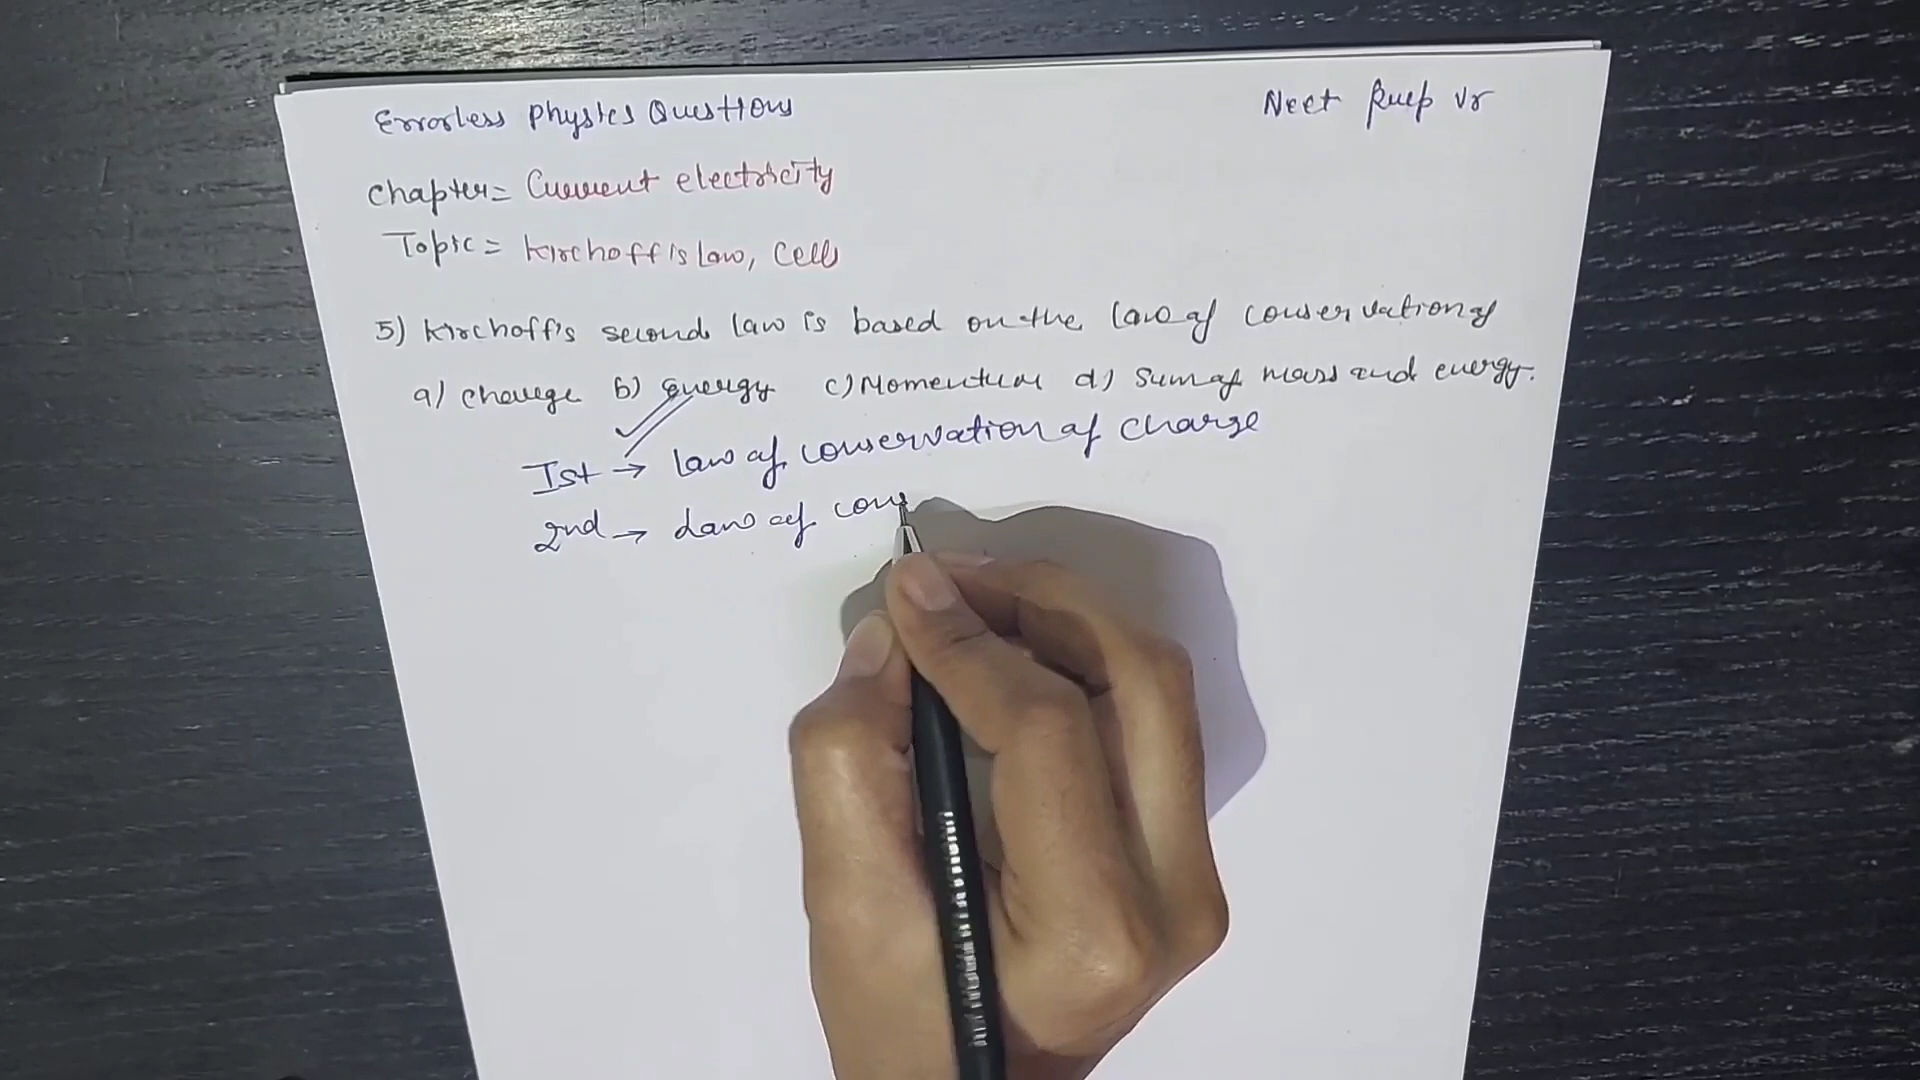 Errorless Physics Questions
Neet Prep Vr
Chapter= Current electricity
Topic= Kirchoff's Law, Cell
5) Kirchoff's second law is based on the law of conservation of
a) charge b) energy c) Momentum d) Sum of mass and energy.
Ist → law of conservation of charge
2nd → Law of cons